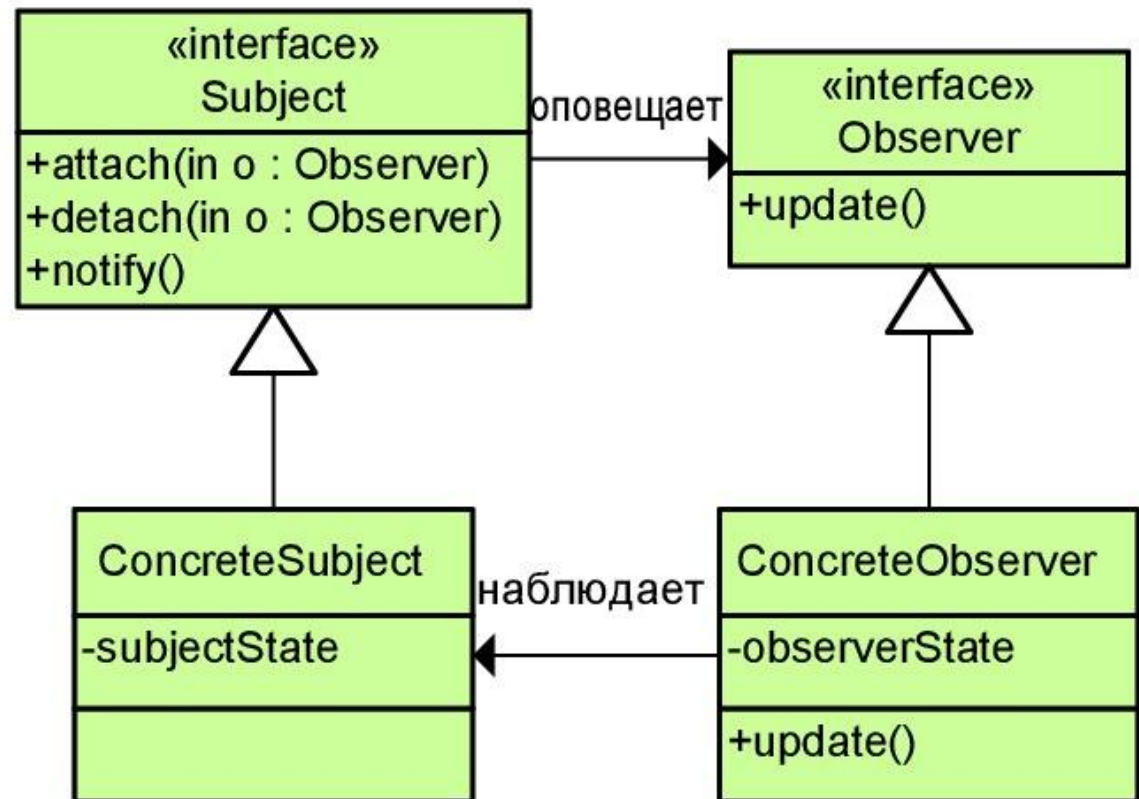 «interface»
Subject
+attach(in o : Observer)
+detach(in o : Observer)
+notify()
оповещает
«interface»
Observer
+update()
ConcreteSubject
-subjectState
наблюдает
ConcreteObserver
-observerState
+update()